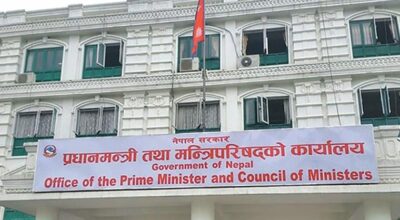 नेपाल सरकार
प्रधानमन्त्री तथा मन्त्रिपरिषद्को कार्यालय
Government of Nepal
Office of the Prime Minister and Council of Ministers